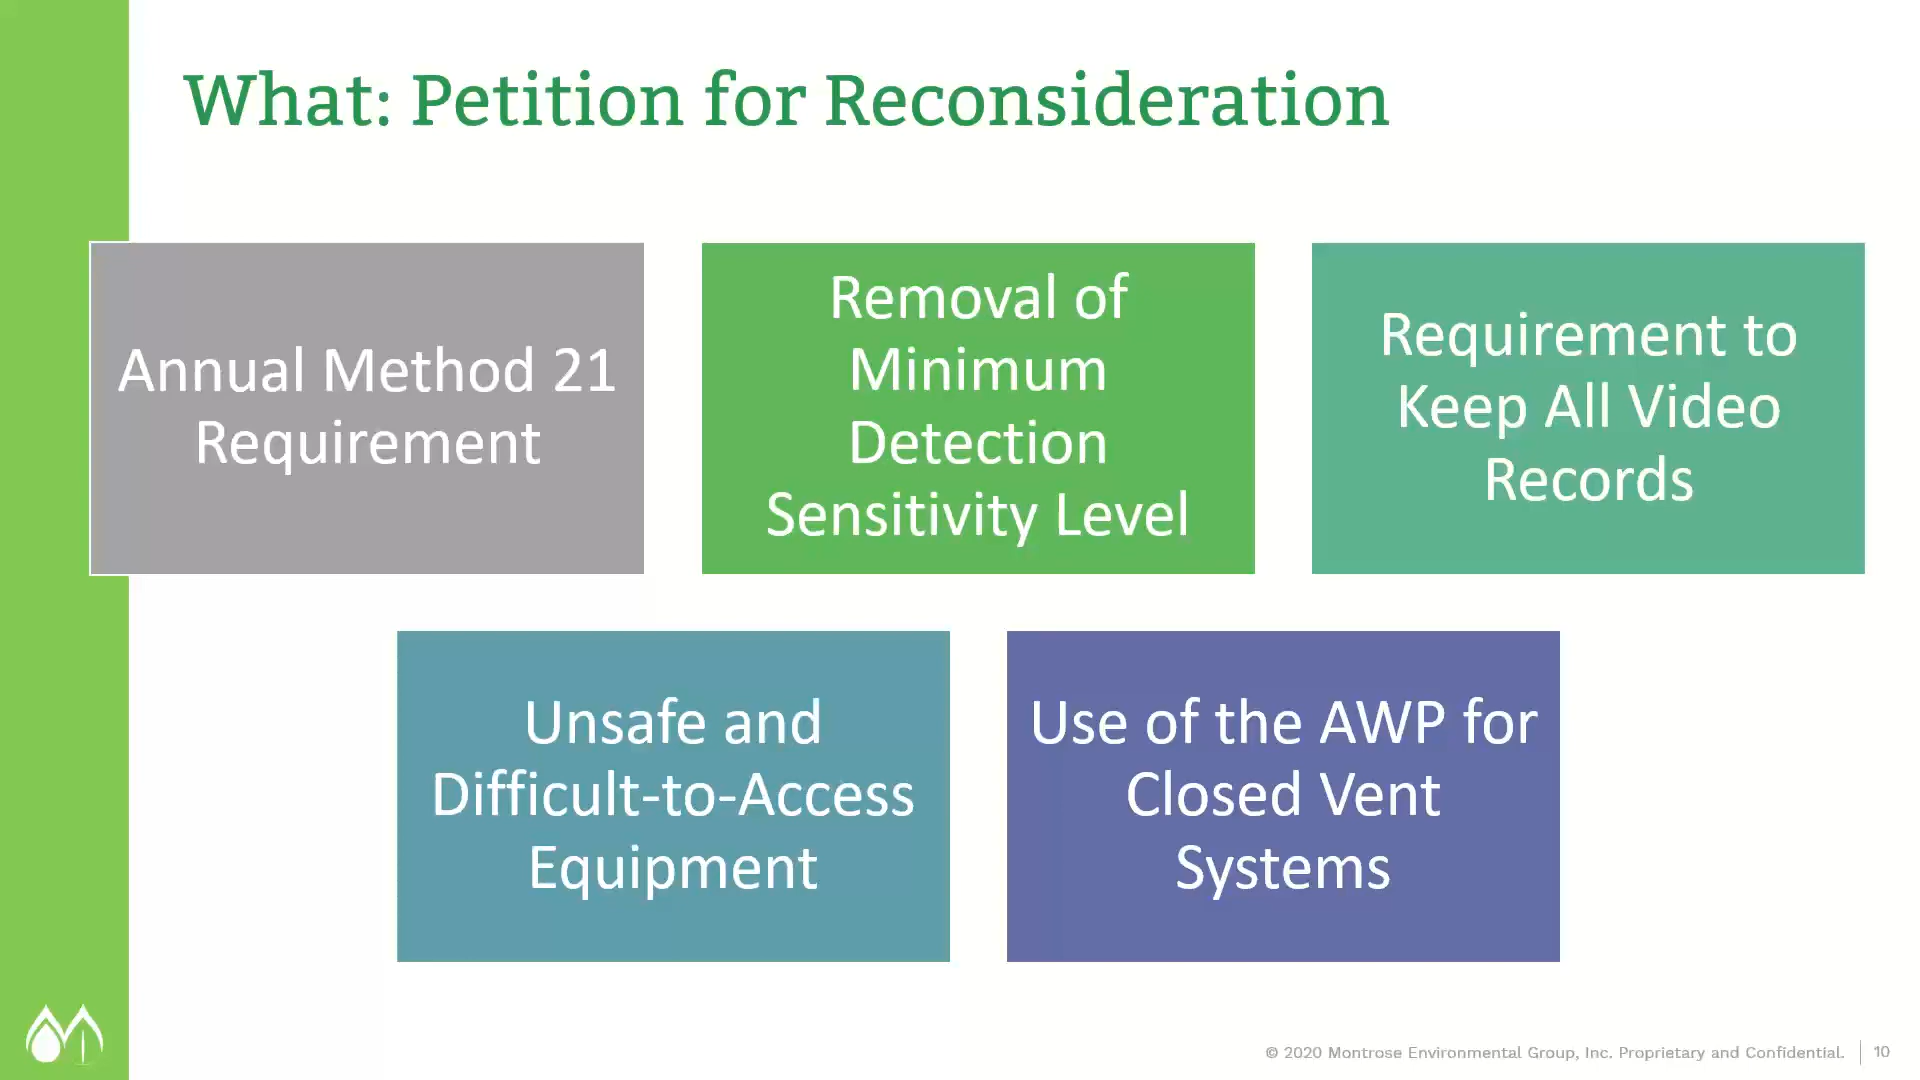 What: Petition for Reconsideration
Annual Method 21
Requirement
Removal of
Minimum
Detection
Sensitivity Level
Requirement to
Keep All Video
Records
Unsafe and
Difficult-to-Access
Equipment
Use of the AWP for
Closed Vent
Systems
© 2020 Montrose Environmental Group, Inc. Proprietary and Confidential. 10